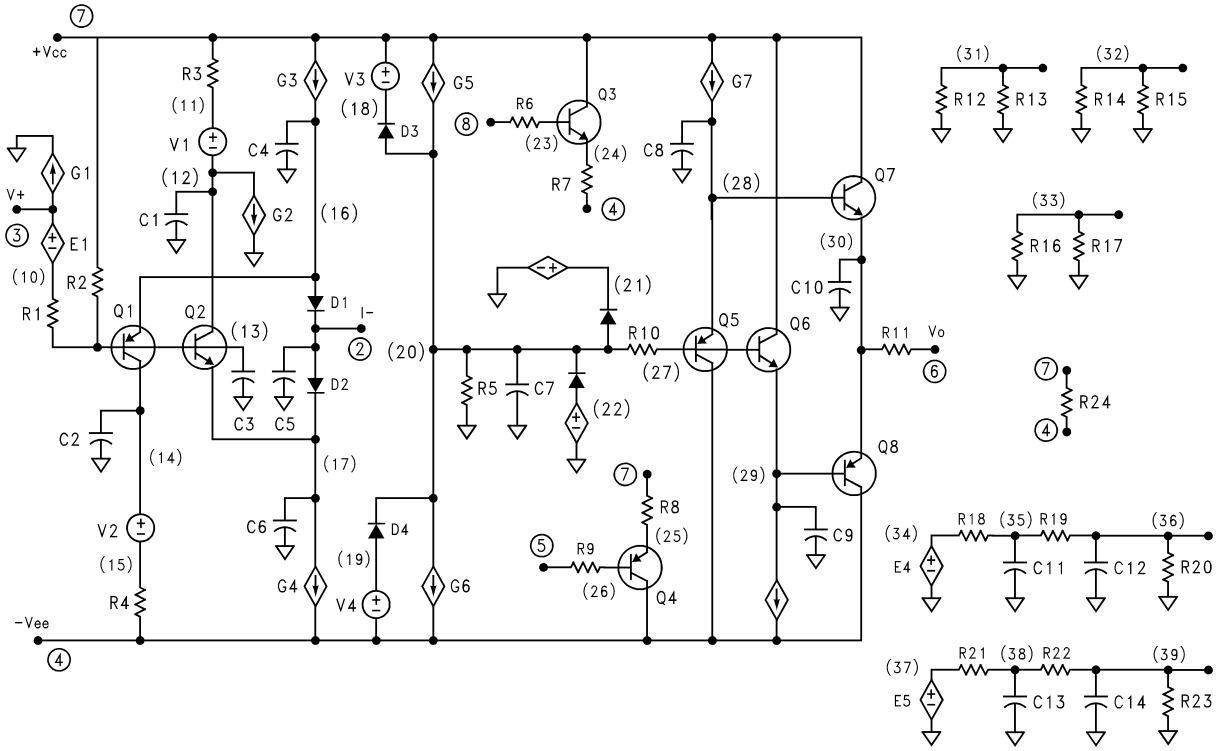 7
+Vcc
(31)
(32)
R3
G3
V3
G5
G7
(11)
(18)
R6
Q3
R12
R13
R14
R15
8
V1
C4
D3
(23)
(24)
C8
G1
(12)
R7
V+
3
C1
G2
(16)
4
(28)
Q7
(33)
E1
(10)
R2
(30)
R16
R17
- +
(21)
C10
R1
Q1
Q2
(13)
D1
I-
2
R10
Q5
Q6
R11
Vo
6
(20)
(27)
7
D2
R5
C7
(22)
R24
C3
C5
4
C2
(14)
(17)
7
(29)
Q8
R8
C6
D4
(25)
C9
V2
5
R9
(34)
R18
(35)
R19
(36)
(15)
(19)
(26)
Q4
E4
C11
C12
R20
R4
G4
V4
G6
-Vee
4
(37)
R21
(38)
R22
(39)
E5
C13
C14
R23